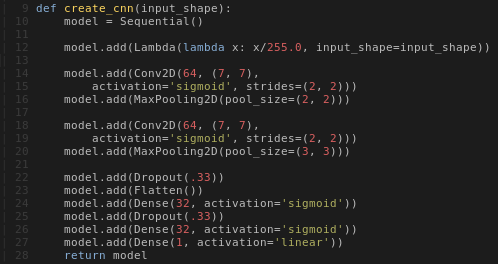 9 def create_cnn(input_shape):
10     model = Sequential()
11
12     model.add(Lambda(lambda x: x/255.0, input_shape=input_shape))
13
14     model.add(Conv2D(64, (7, 7),
15         activation='sigmoid', strides=(2, 2)))
16     model.add(MaxPooling2D(pool_size=(2, 2)))
17
18     model.add(Conv2D(64, (7, 7),
19         activation='sigmoid', strides=(2, 2)))
20     model.add(MaxPooling2D(pool_size=(3, 3)))
21
22     model.add(Dropout(.33))
23     model.add(Flatten())
24     model.add(Dense(32, activation='sigmoid'))
25     model.add(Dropout(.33))
26     model.add(Dense(32, activation='sigmoid'))
27     model.add(Dense(1, activation='linear'))
28     return model